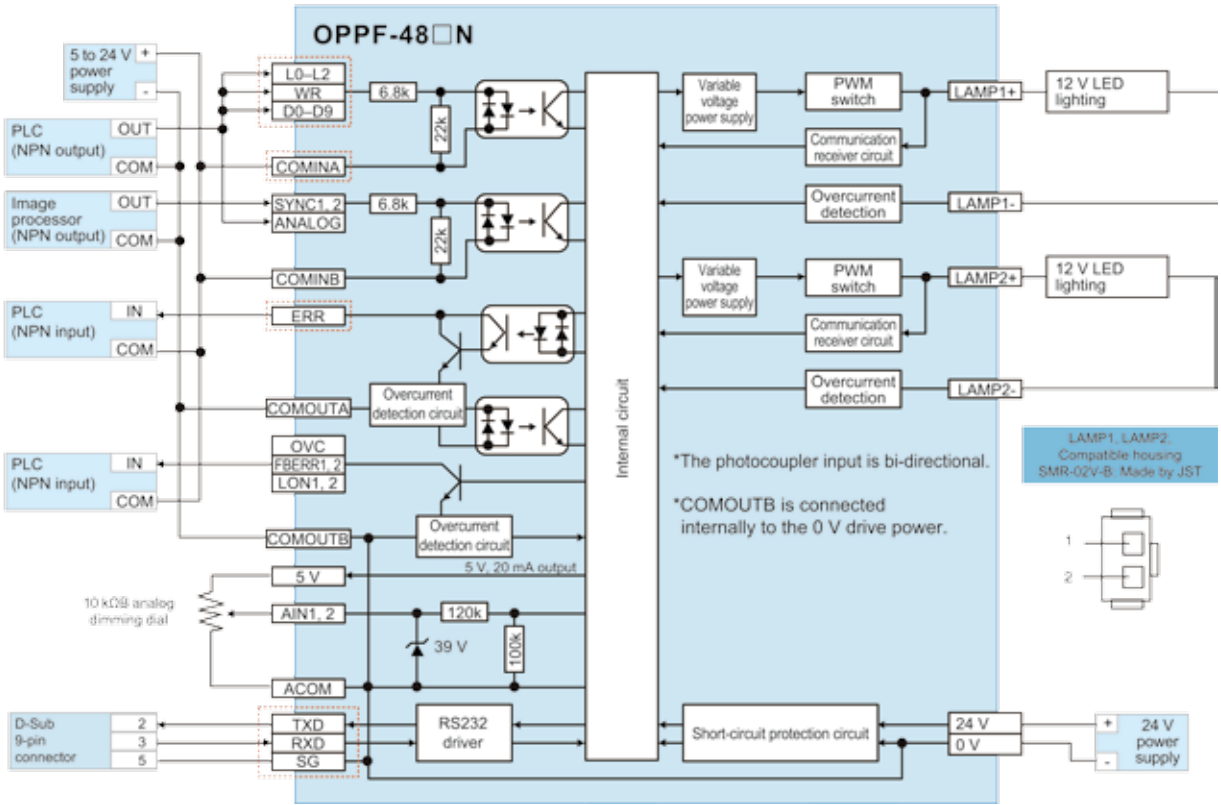 OPPF-48□N
5 to 24 V
power
supply
+
-
PLC
(NPN output)
OUT
COM
Image
processor
(NPN output)
OUT
COM
PLC
(NPN input)
IN
COM
PLC
(NPN input)
IN
COM
10 kΩB analog
dimming dial
D-Sub
9-pin
connector
2
3
5
L0–L2
WR
D0–D9
COMINA
SYNC1, 2
ANALOG
COMINB
ERR
COMOUTA
OVC
FBERR1, 2
LON1, 2
COMOUTB
5 V
AIN1, 2
ACOM
TXD
RXD
SG
6.8k
22k
6.8k
22k
Overcurrent
detection circuit
Overcurrent
detection circuit
5 V, 20 mA output
120k
39 V
100k
RS232
driver
Internal circuit
Variable
voltage
power supply
PWM
switch
Communication
receiver circuit
Overcurrent
detection
Variable
voltage
power supply
PWM
switch
Communication
receiver circuit
Overcurrent
detection
*The photocoupler input is bi-directional.
*COMOUTB is connected
internally to the 0 V drive power.
Short-circuit protection circuit
LAMP1+
LAMP1-
LAMP2+
LAMP2-
24 V
0 V
12 V LED
lighting
12 V LED
lighting
LAMP1, LAMP2,
Compatible housing
SMR-02V-B: Made by JST
1
2
+
-
24 V
power
supply